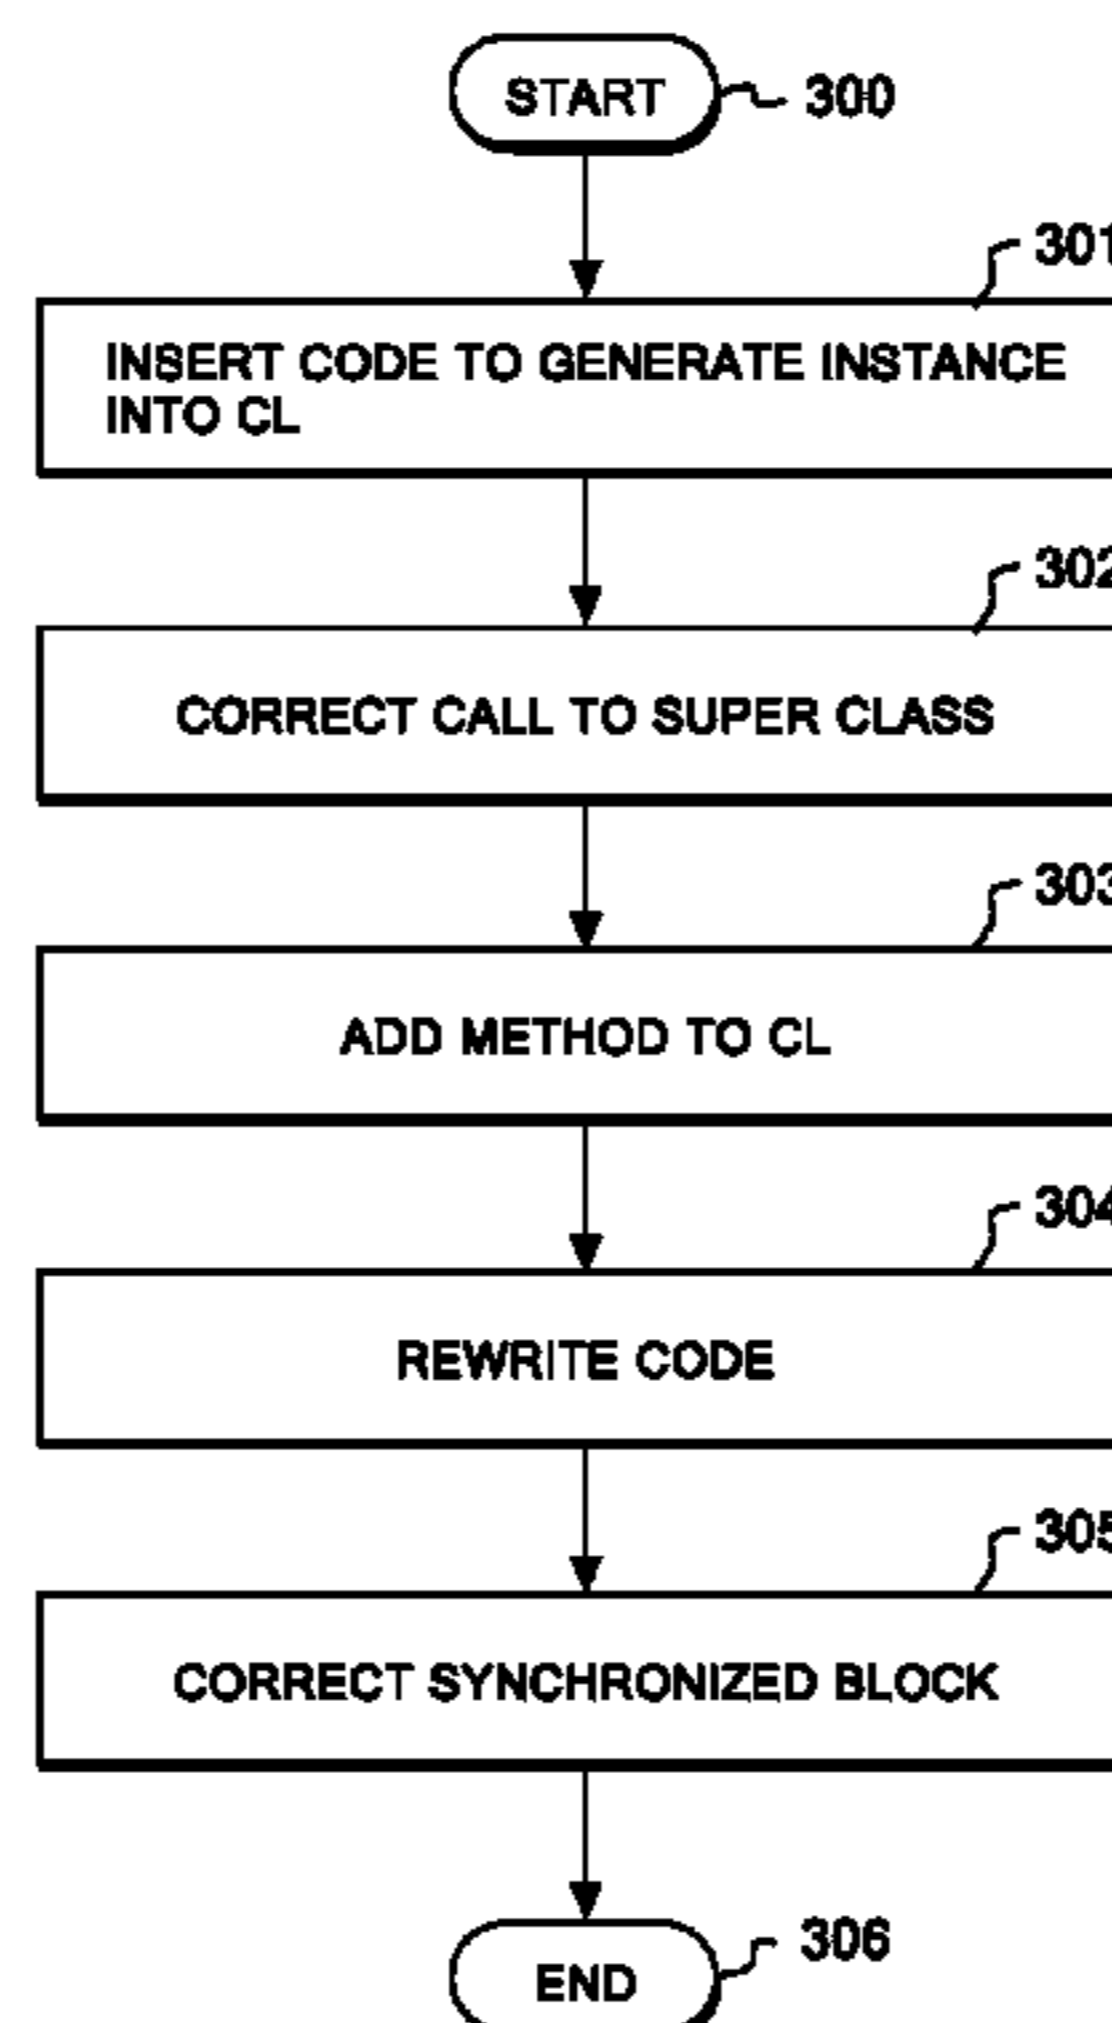 START
300
301
INSERT CODE TO GENERATE INSTANCE
INTO CL
302
CORRECT CALL TO SUPER CLASS
303
ADD METHOD TO CL
304
REWRITE CODE
305
CORRECT SYNCHRONIZED BLOCK
306
END